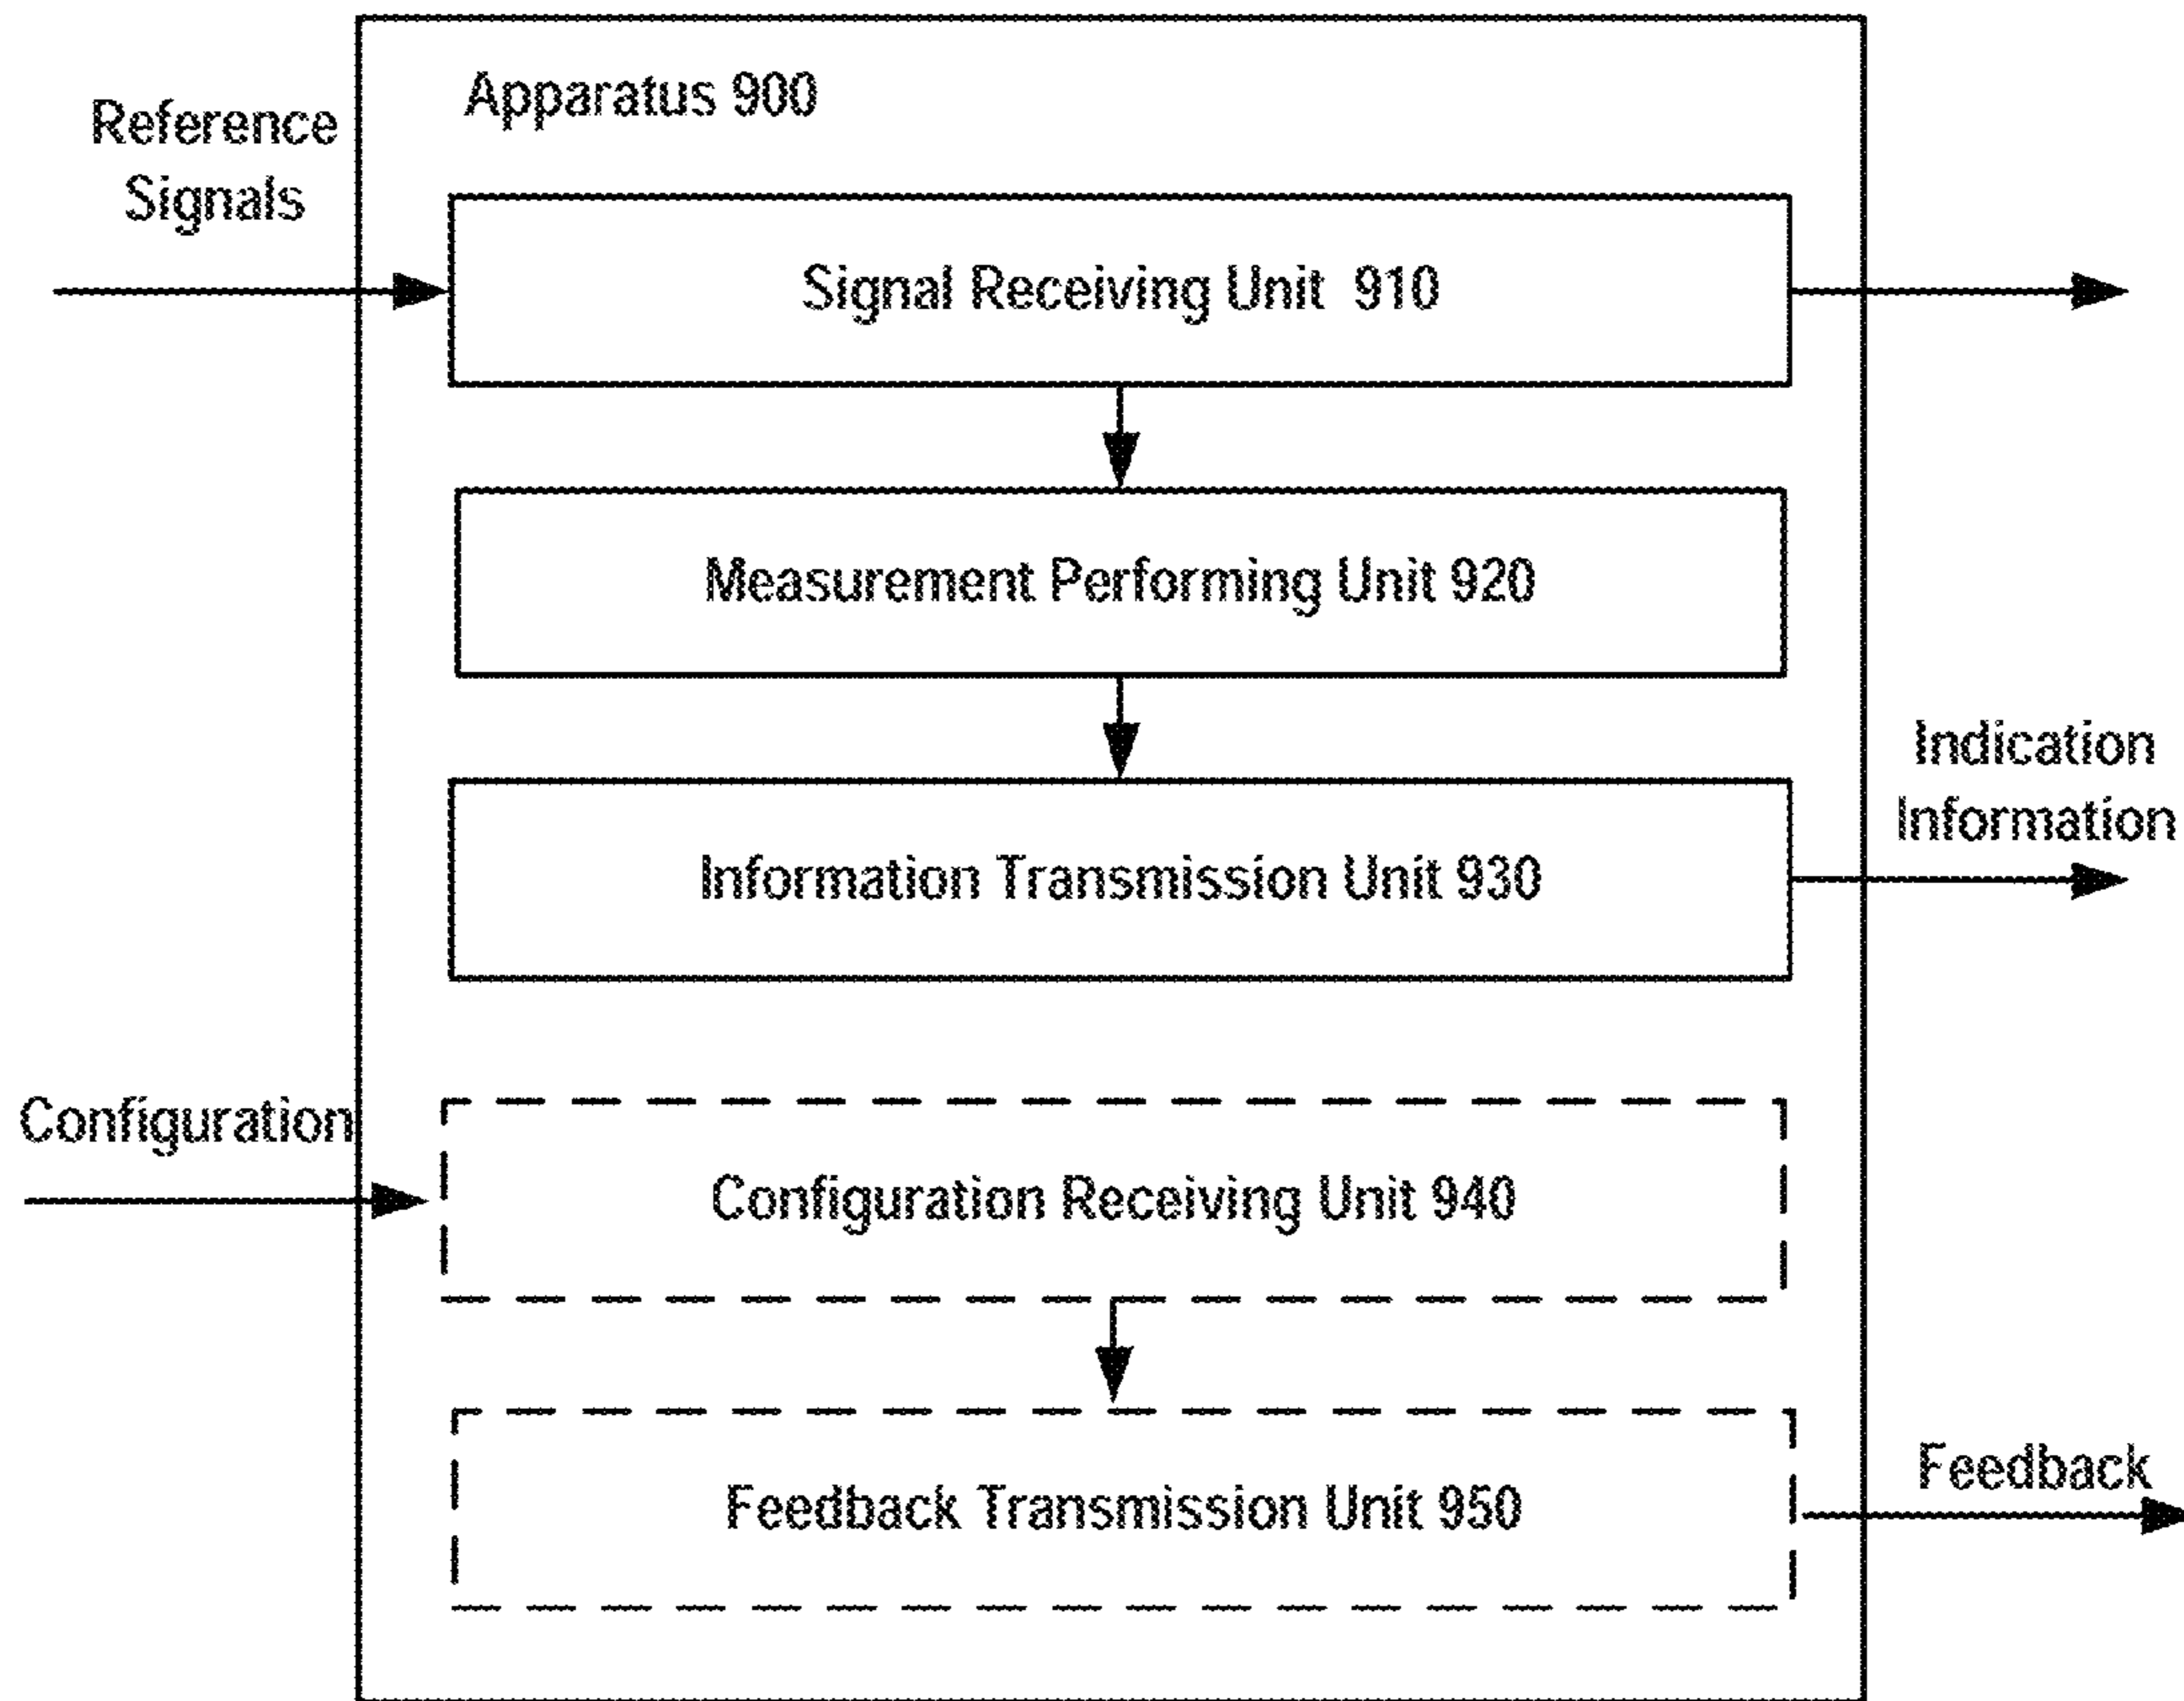 Apparatus 900
Reference
Signals
Signal Receiving Unit 910
Measurement Performing Unit 920
Indication
Information
Information Transmission Unit 930
Configuration
Configuration Receiving Unit 940
Feedback
Feedback Transmission Unit 950